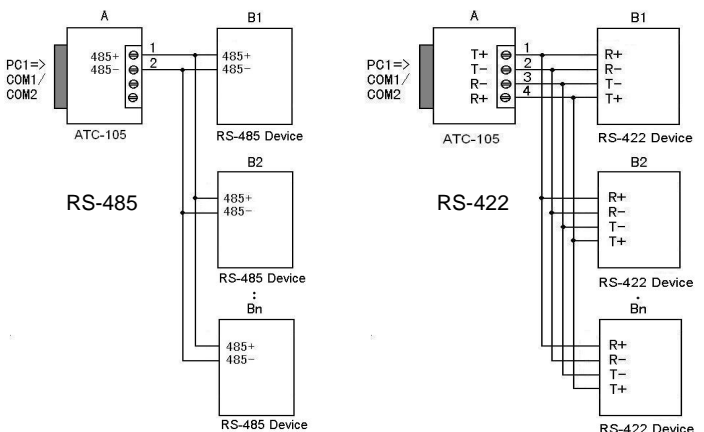 A
B1
PC1=>
COM1/
COM2
485+
485-
1
2
485+
485-
ATC-105
RS-485 Device
RS-485
B2
485+
485-
RS-485 Device
:
Bn
485+
485-
RS-485 Device
A
B1
PC1=>
COM1/
COM2
T+
T-
R-
R+
1
2
3
4
R+
R-
T-
T+
ATC-105
RS-422 Device
RS-422
B2
R+
R-
T-
T+
RS-422 Device
:
Bn
R+
R-
T-
T+
RS-422 Device